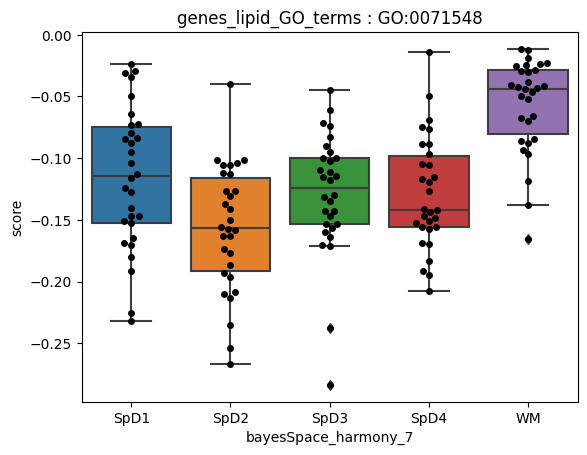 genes_lipid_GO_terms : GO:0071548
0.00
−0.05
−0.10
−0.15
−0.20
−0.25
score
SpD1 SpD2 SpD3 SpD4 WM
bayesSpace_harmony_7